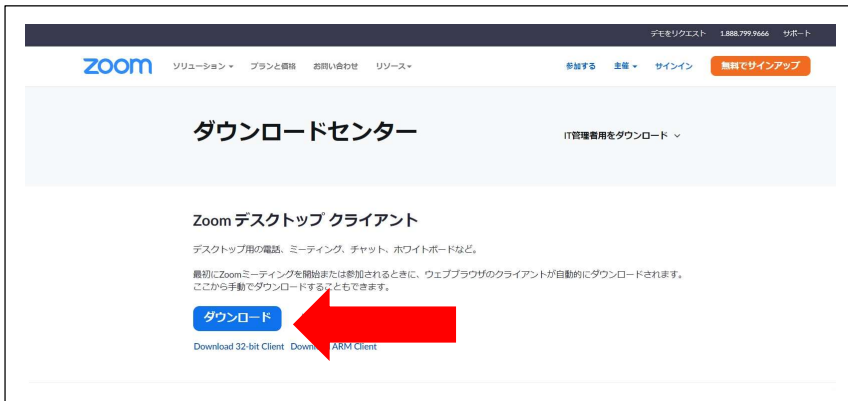 デモをリクエスト 1.888.799.9666 サポート
zoom ソリューション プランと価格 お問い合わせ リソース 参加する 主催 サインイン 無料でサインアップ
ダウンロードセンター
IT管理者用をダウンロード
Zoom デスクトップ クライアント
デスクトップ用の電話、ミーティング、チャット、ホワイトボードなど。
最初にZoomミーティングを開始または参加されるときに、ウェブブラウザのクライアントが自動的にダウンロードされます。
ここから手動でダウンロードすることもできます。
ダウンロード
Download 32-bit Client ARM Client